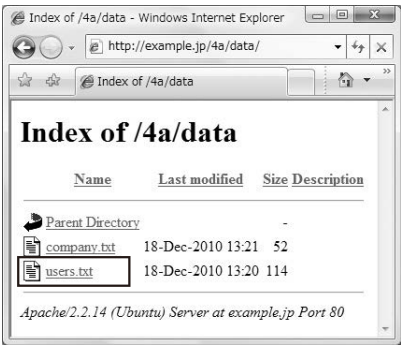 Index of /4a/data - Windows Internet Explorer
http://example.jp/4a/data/
Index of /4a/data
Index of /4a/data
Name Last modified Size Description
Parent Directory -
company.txt 18-Dec-2010 13:21 52
users.txt 18-Dec-2010 13:20 114
Apache/2.2.14 (Ubuntu) Server at example.jp Port 80